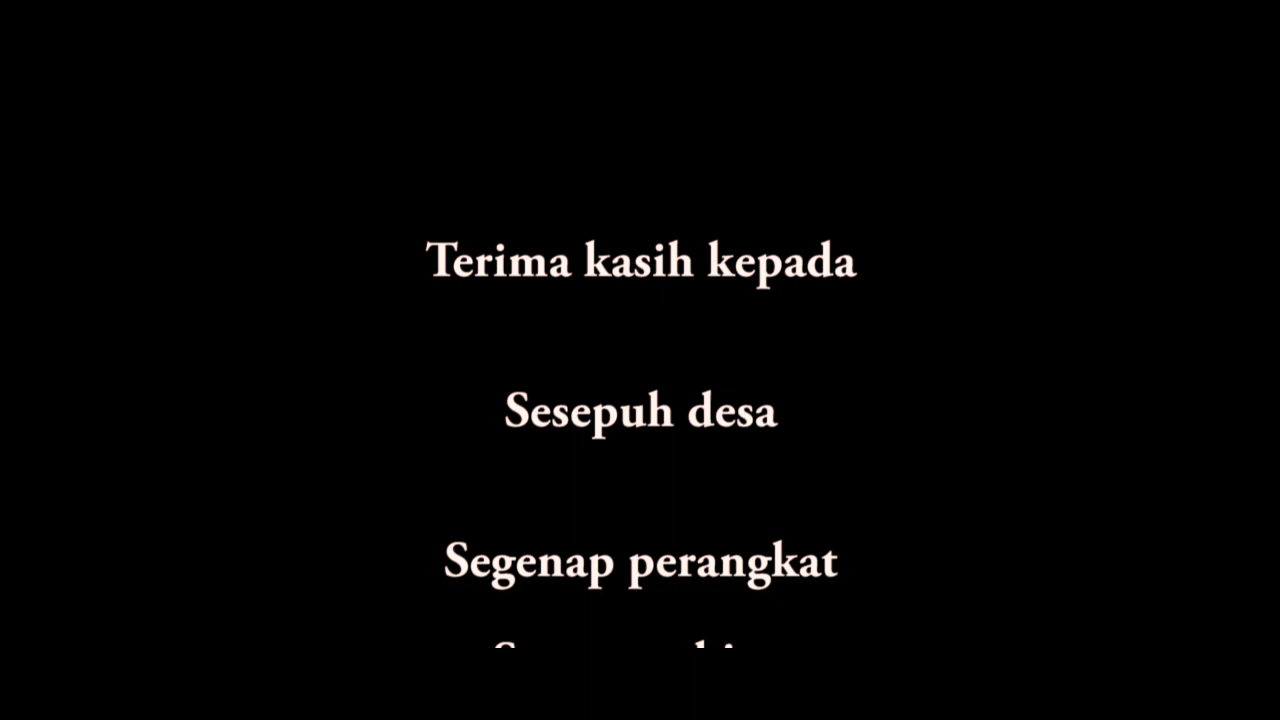 Terima kasih kepada
Sesepuh desa
Segenap perangkat